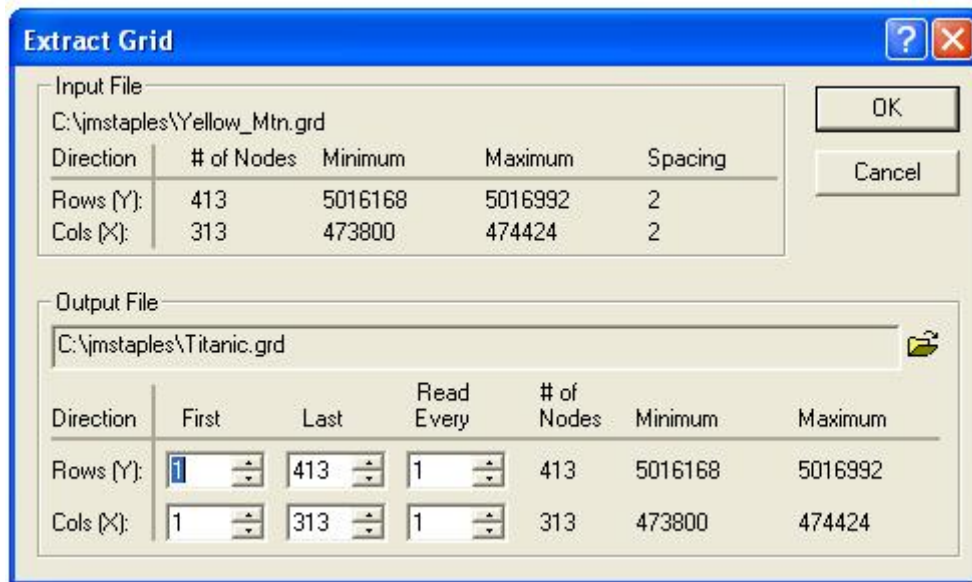 Extract Grid
Input File
OK
C:\jmstaples\Yellow_Mtn.grd
Direction # of Nodes Minimum Maximum Spacing
Cancel
Rows (Y): 413 5016168 5016992 2
Cols (X): 313 473800 474424 2
Output File
C:\jmstaples\Titanic.grd
Direction First Last Read Every # of Nodes Minimum Maximum
Rows (Y): 1 413 1 413 5016168 5016992
Cols (X): 1 313 1 313 473800 474424